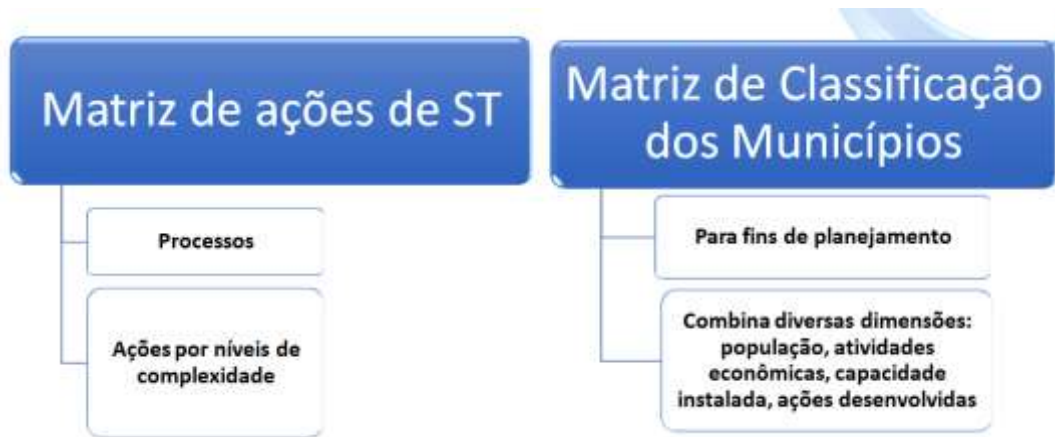 Matriz de ações de ST
Processos
Ações por níveis de
complexidade
Matriz de Classificação
dos Municípios
Para fins de planejamento
Combina diversas dimensões:
população, atividades
econômicas, capacidade
instalada, ações desenvolvidas